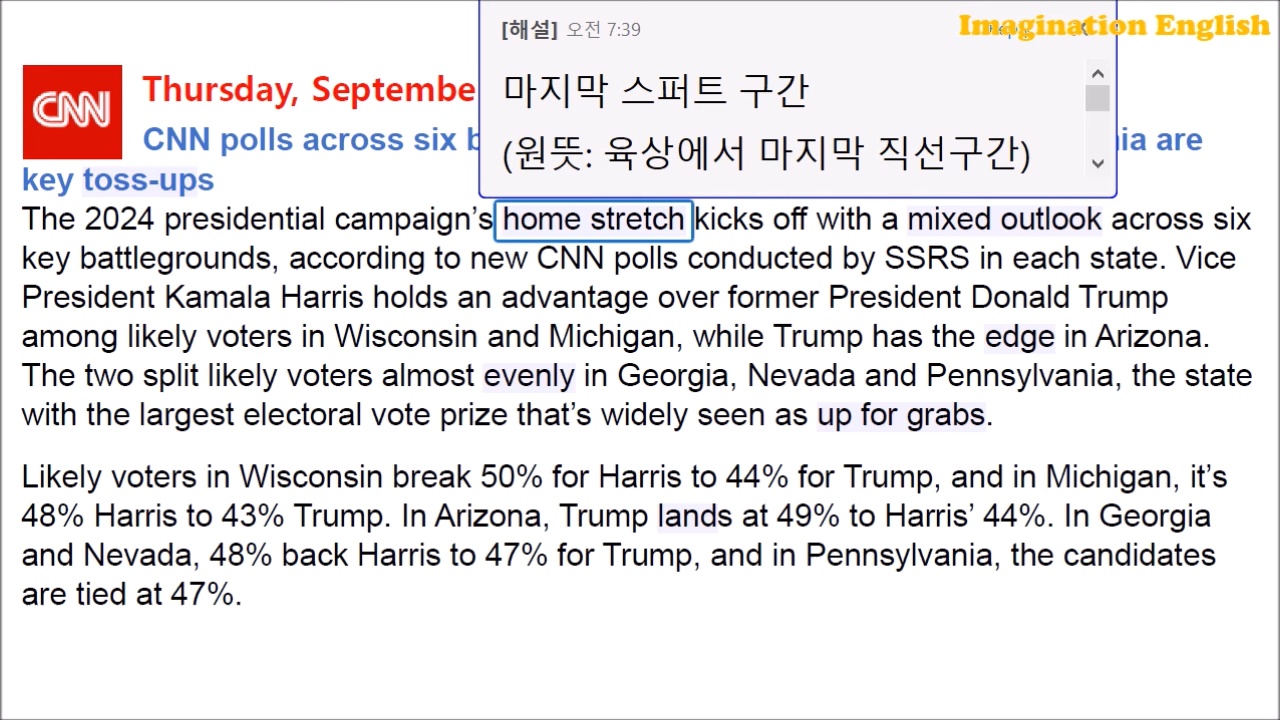 [해설] 오전 7:39
Imagination English
마지막 스퍼트 구간
(원뜻: 육상에서 마지막 직선구간)
CNN
Thursday, Septembe
CNN polls across six b
ia are
key toss-ups
The 2024 presidential campaign’s home stretch kicks off with a mixed outlook across six
key battlegrounds, according to new CNN polls conducted by SSRS in each state. Vice
President Kamala Harris holds an advantage over former President Donald Trump
among likely voters in Wisconsin and Michigan, while Trump has the edge in Arizona.
The two split likely voters almost evenly in Georgia, Nevada and Pennsylvania, the state
with the largest electoral vote prize that’s widely seen as up for grabs.
Likely voters in Wisconsin break 50% for Harris to 44% for Trump, and in Michigan, it’s
48% Harris to 43% Trump. In Arizona, Trump lands at 49% to Harris’ 44%. In Georgia
and Nevada, 48% back Harris to 47% for Trump, and in Pennsylvania, the candidates
are tied at 47%.